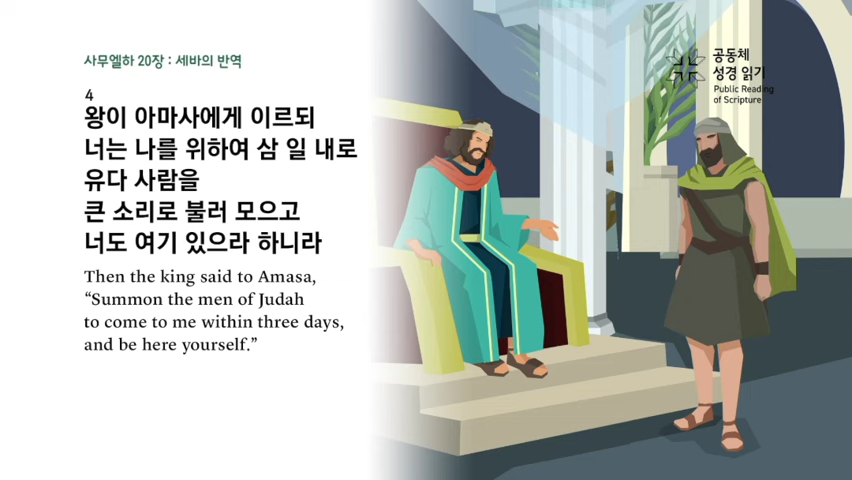 사무엘하 20장 : 세바의 반역
4
왕이 아마사에게 이르되
너는 나를 위하여 삼 일 내로
유다 사람을
큰 소리로 불러 모으고
너도 여기 있으라 하니라
Then the king said to Amasa,
“Summon the men of Judah
to come to me within three days,
and be here yourself.”
공동체
성경 읽기
Public Reading
of Scripture